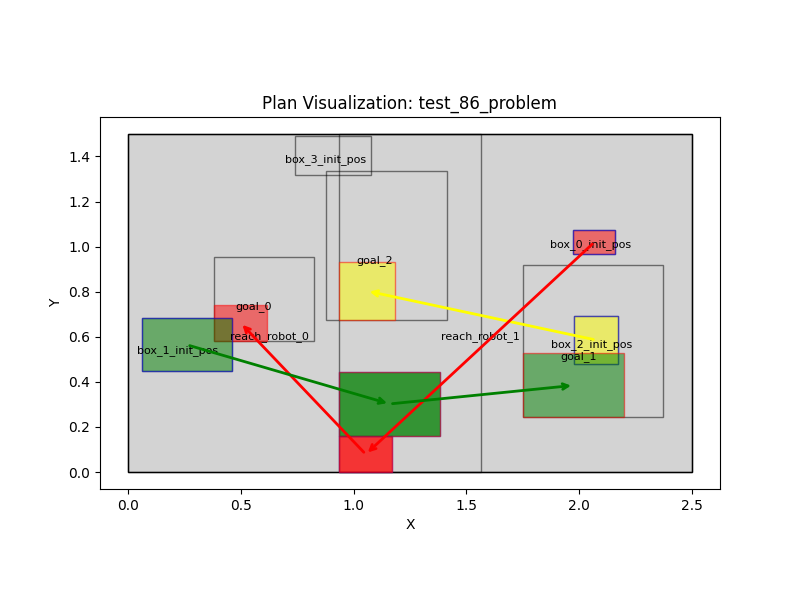 Plan Visualization: test_86_problem
Y
1.4
1.2
1.0
0.8
0.6
0.4
0.2
0.0
box_3_init_pos
box_0_init_pos
goal_2
goal_0
reach_robot_0
reach_robot_1
box_1_init_pos
box_2_init_pos
goal_1
0.0 0.5 1.0 1.5 2.0 2.5
X